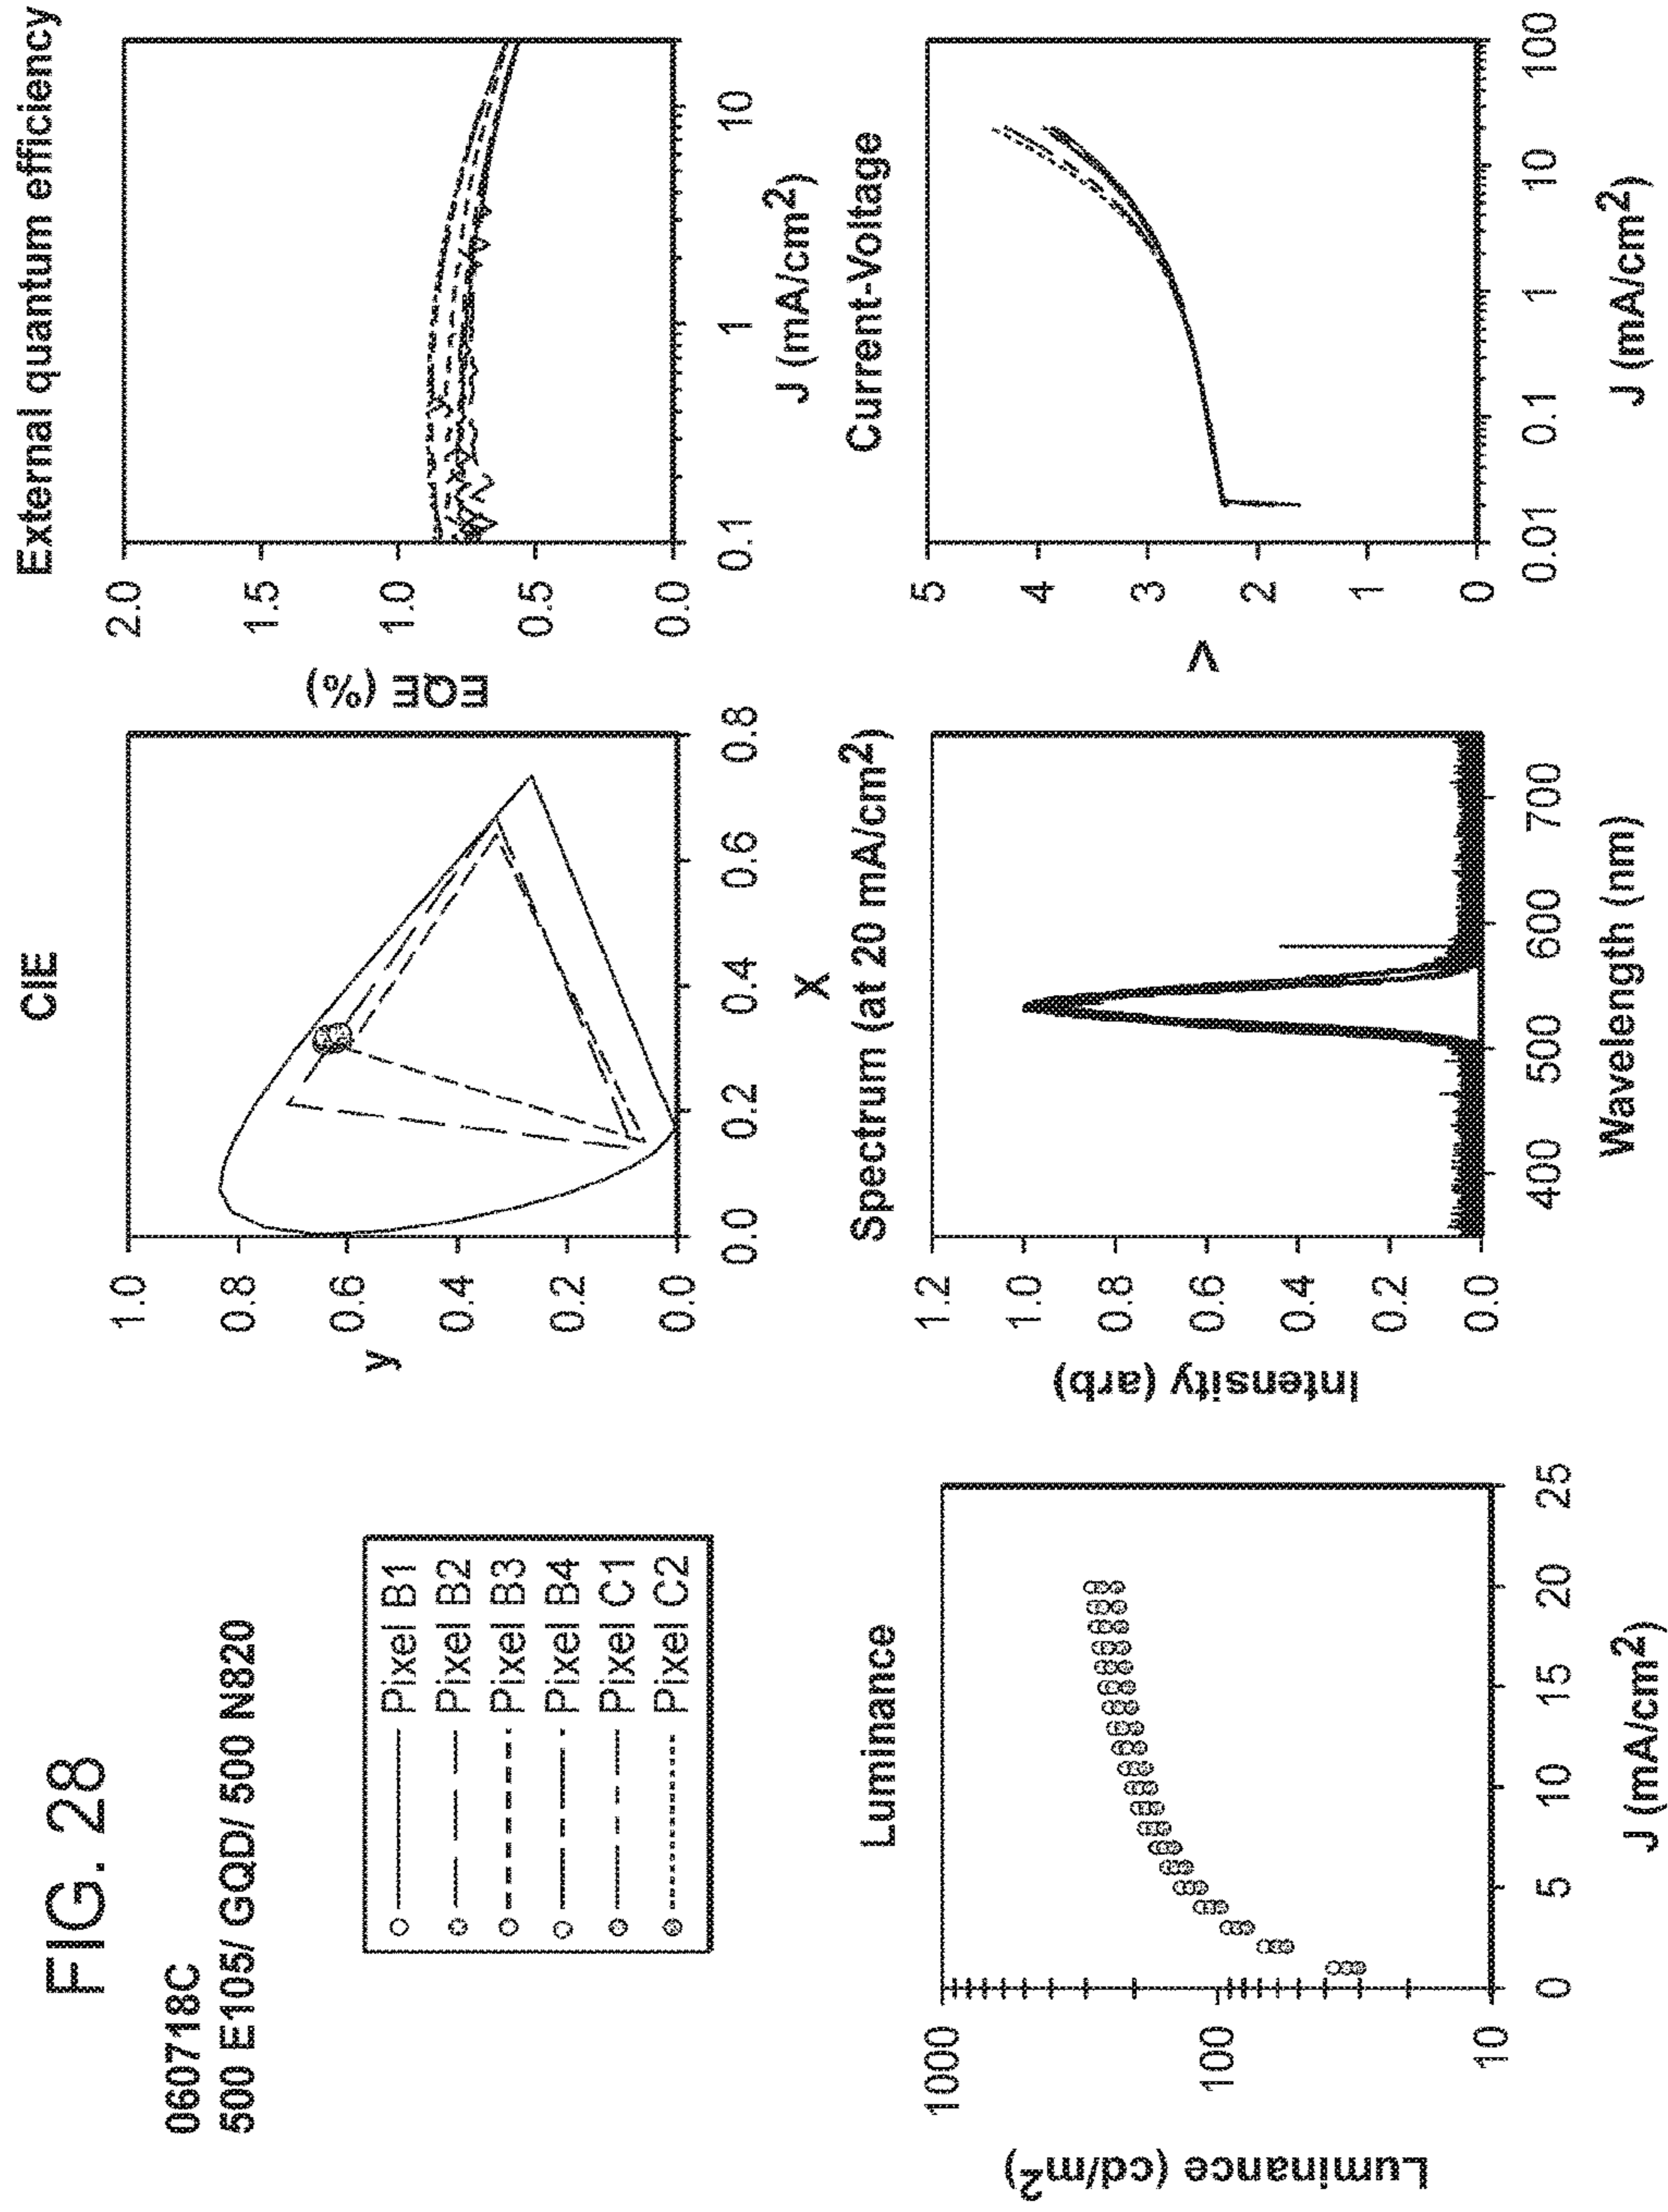 FIG. 28
060718C
500 E105/ GQD/ 500 N820
Pixel B1
Pixel B2
Pixel B3
Pixel B4
Pixel C1
Pixel C2
CIE
y
1.0
0.8
0.6
0.4
0.2
0.0
0.0 0.2 0.4 0.6 0.8
X
External quantum efficiency
EQE (%)
2.0
1.5
1.0
0.5
0.0
0.1 1 10
J (mA/cm²)
Luminance
Luminance (cd/m²)
1000
100
10
0 5 10 15 20 25
J (mA/cm²)
Spectrum (at 20 mA/cm²)
Intensity (arb)
1.2
1.0
0.8
0.6
0.4
0.2
0.0
400 500 600 700
Wavelength (nm)
Current-Voltage
V
5
4
3
2
1
0
0.01 0.1 1 10 100
J (mA/cm²)